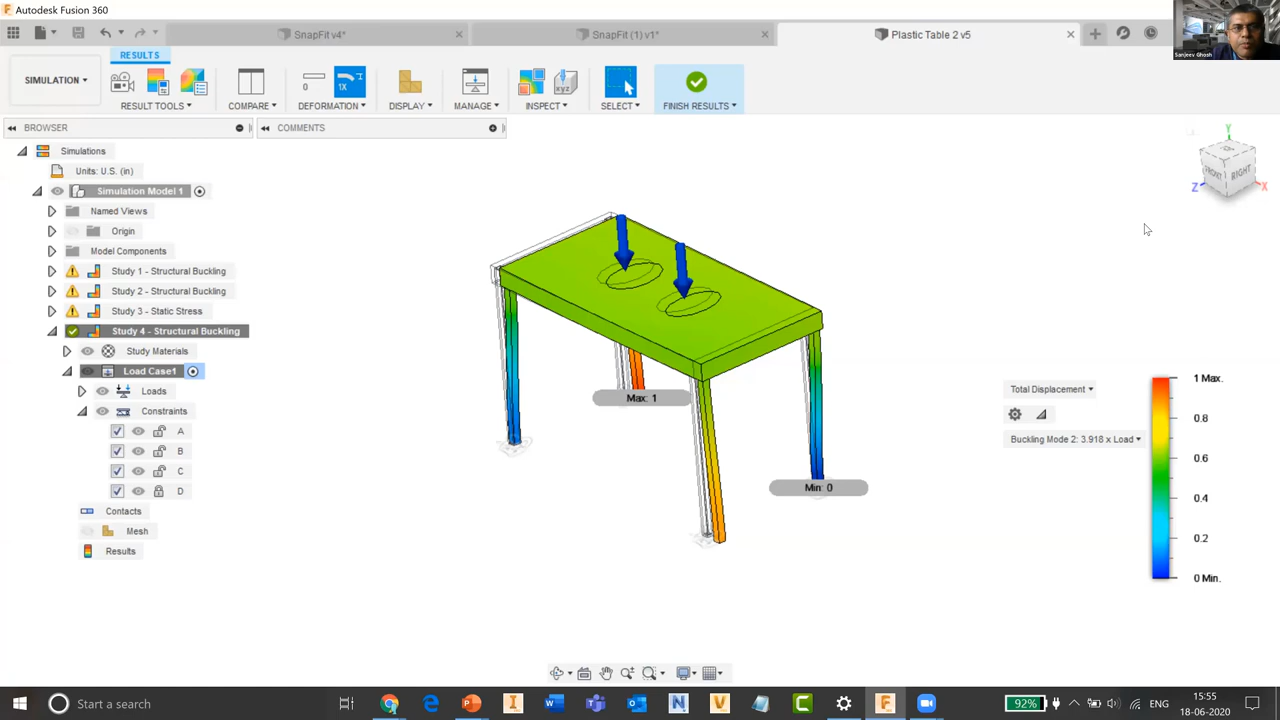 Autodesk Fusion 360
SnapFit v4*
SnapFit (1) v1*
Plastic Table 2 v5
Sanjeev Ghosh
RESULTS
SIMULATION
RESULT TOOLS
COMPARE
0
1X
DEFORMATION
DISPLAY
MANAGE
xyz
INSPECT
SELECT
FINISH RESULTS
BROWSER
COMMENTS
Simulations
Units: U.S. (in)
Simulation Model 1
Named Views
Origin
Model Components
Study 1 - Structural Buckling
Study 2 - Structural Buckling
Study 3 - Static Stress
Study 4 - Structural Buckling
Study Materials
Load Case1
Loads
Constraints
A
B
C
D
Contacts
Mesh
Results
Max: 1
Min: 0
Y
FRONT
RIGHT
Z
X
Total Displacement
Buckling Mode 2: 3.918 x Load
1 Max.
0.8
0.6
0.4
0.2
0 Min.
Start a search
92%
ENG
15:55
18-06-2020